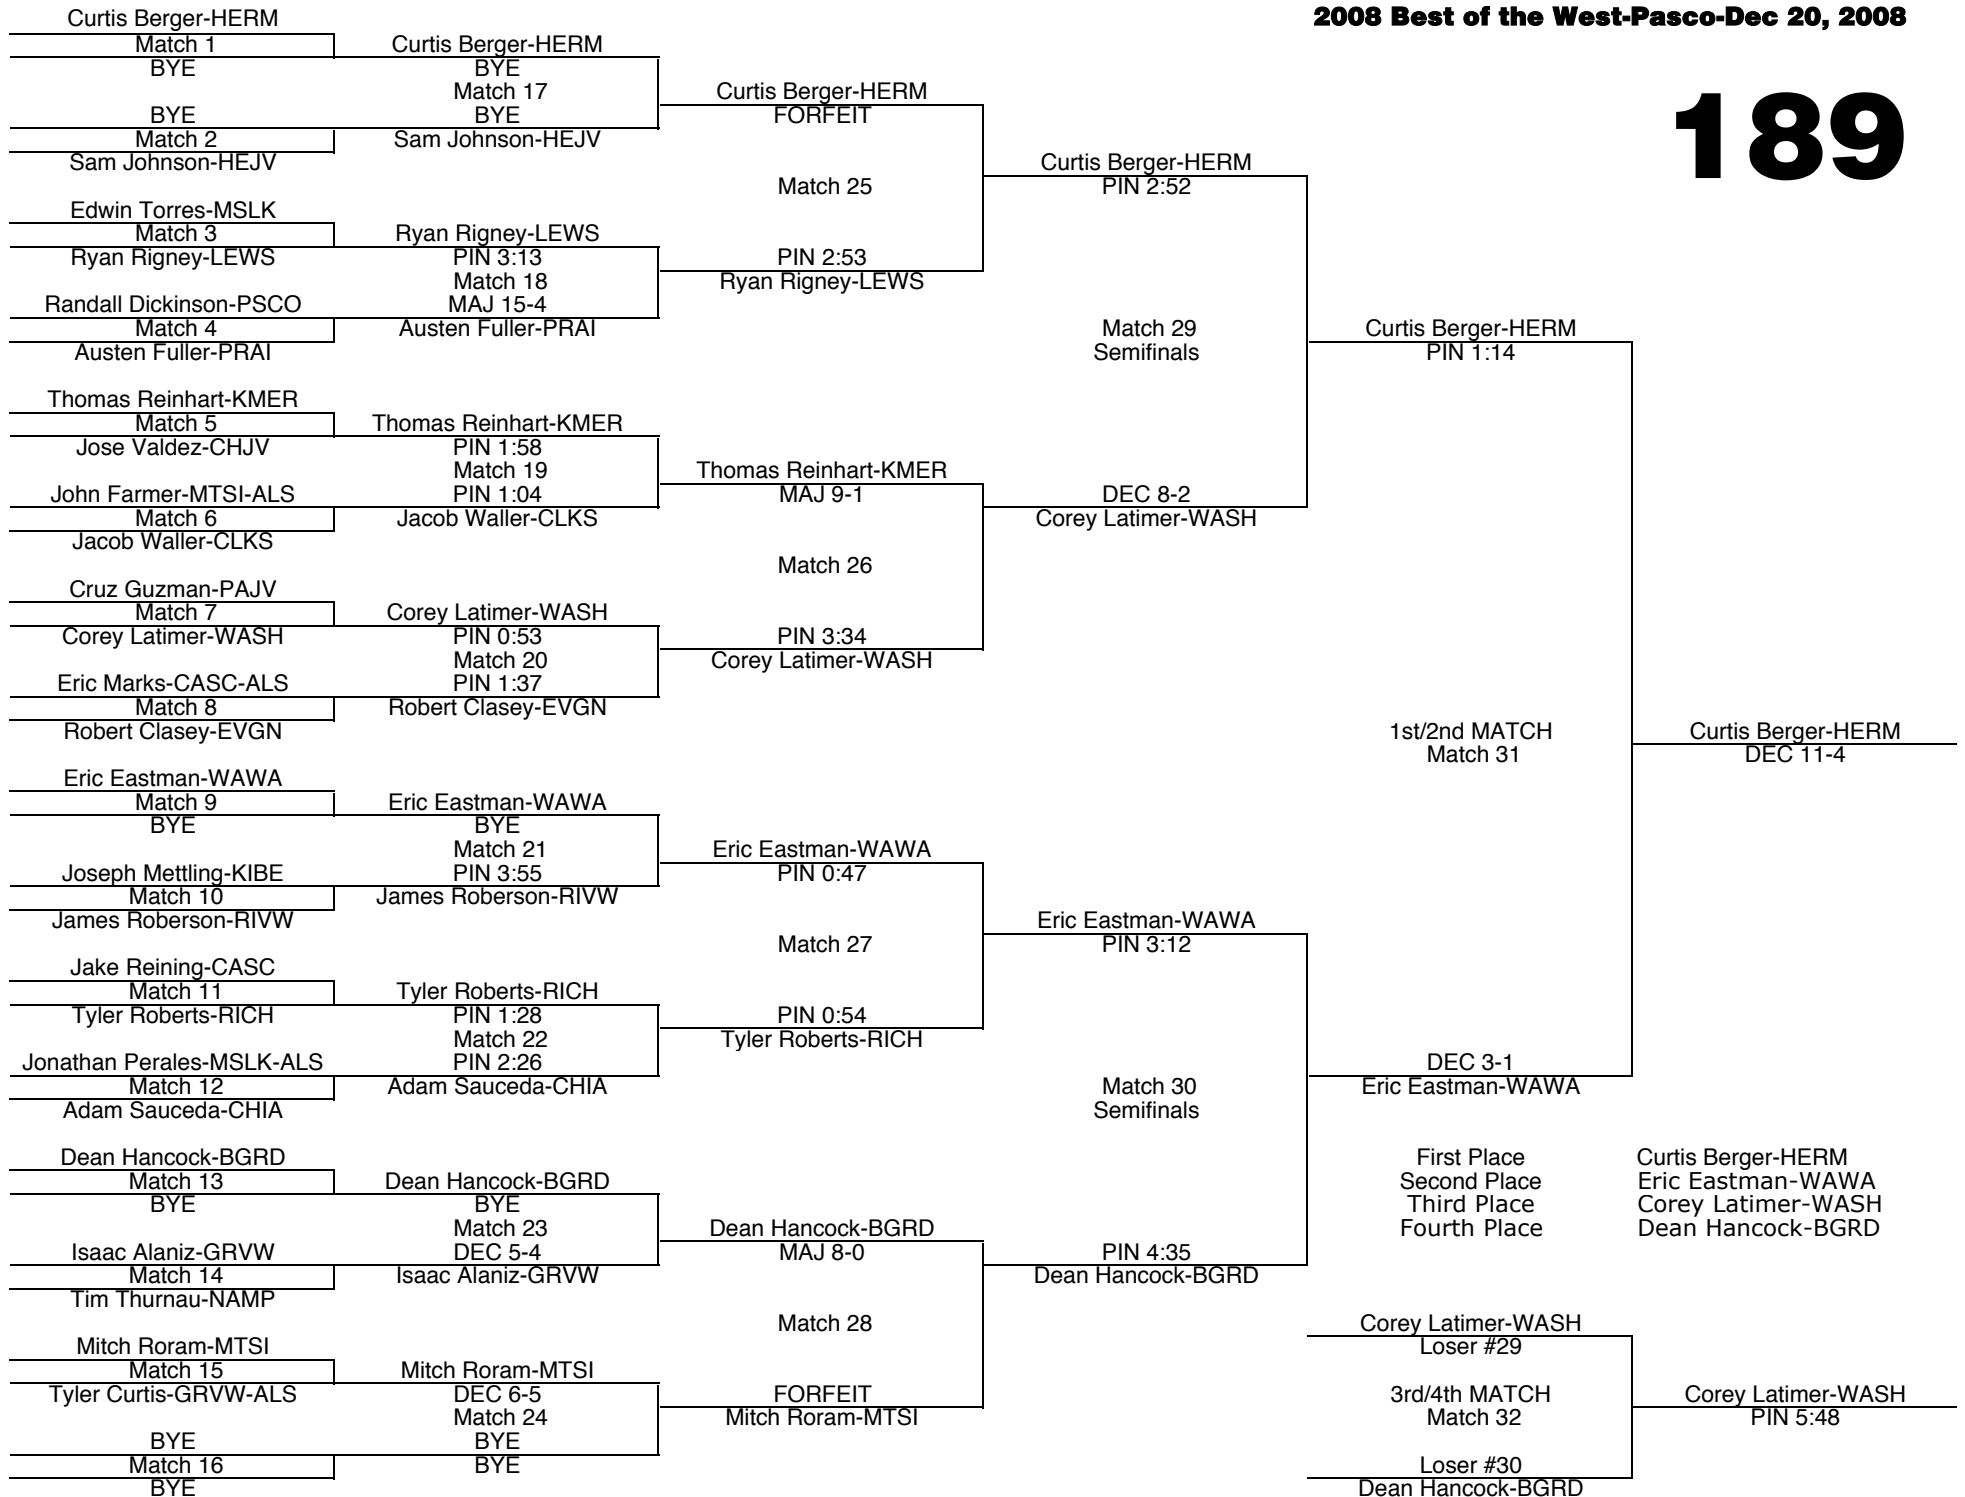 2008 Best of the West-Pasco-Dec 20, 2008
189
Curtis Berger-HERM
Match 1
BYE
BYE
Match 2
Sam Johnson-HEJV
Edwin Torres-MSLK
Match 3
Ryan Rigney-LEWS
Randall Dickinson-PSCO
Match 4
Austen Fuller-PRAI
Thomas Reinhart-KMER
Match 5
Jose Valdez-CHJV
John Farmer-MTSI-ALS
Match 6
Jacob Waller-CLKS
Cruz Guzman-PAJV
Match 7
Corey Latimer-WASH
Eric Marks-CASC-ALS
Match 8
Robert Clasey-EVGN
Eric Eastman-WAWA
Match 9
BYE
Joseph Mettling-KIBE
Match 10
James Roberson-RIVW
Jake Reining-CASC
Match 11
Tyler Roberts-RICH
Jonathan Perales-MSLK-ALS
Match 12
Adam Sauceda-CHIA
Dean Hancock-BGRD
Match 13
BYE
Isaac Alaniz-GRVW
Match 14
Tim Thurnau-NAMP
Mitch Roram-MTSI
Match 15
Tyler Curtis-GRVW-ALS
BYE
Match 16
BYE
Curtis Berger-HERM
BYE
Match 17
BYE
Sam Johnson-HEJV
Ryan Rigney-LEWS
PIN 3:13
Match 18
MAJ 15-4
Austen Fuller-PRAI
Thomas Reinhart-KMER
PIN 1:58
Match 19
PIN 1:04
Jacob Waller-CLKS
Corey Latimer-WASH
PIN 0:53
Match 20
PIN 1:37
Robert Clasey-EVGN
Eric Eastman-WAWA
BYE
Match 21
PIN 3:55
James Roberson-RIVW
Tyler Roberts-RICH
PIN 1:28
Match 22
PIN 2:26
Adam Sauceda-CHIA
Dean Hancock-BGRD
BYE
Match 23
DEC 5-4
Isaac Alaniz-GRVW
Mitch Roram-MTSI
DEC 6-5
Match 24
BYE
BYE
Curtis Berger-HERM
FORFEIT
Match 25
PIN 2:53
Ryan Rigney-LEWS
Thomas Reinhart-KMER
MAJ 9-1
Match 26
PIN 3:34
Corey Latimer-WASH
Eric Eastman-WAWA
PIN 0:47
Match 27
PIN 0:54
Tyler Roberts-RICH
Dean Hancock-BGRD
MAJ 8-0
Match 28
FORFEIT
Mitch Roram-MTSI
Curtis Berger-HERM
PIN 2:52
Match 29
Semifinals
DEC 8-2
Corey Latimer-WASH
Eric Eastman-WAWA
PIN 3:12
Match 30
Semifinals
PIN 4:35
Dean Hancock-BGRD
Curtis Berger-HERM
PIN 1:14
1st/2nd MATCH
Match 31
DEC 3-1
Eric Eastman-WAWA
Curtis Berger-HERM
DEC 11-4
First Place Curtis Berger-HERM
Second Place Eric Eastman-WAWA
Third Place Corey Latimer-WASH
Fourth Place Dean Hancock-BGRD
Corey Latimer-WASH
Loser #29
3rd/4th MATCH
Match 32
Loser #30
Dean Hancock-BGRD
Corey Latimer-WASH
PIN 5:48